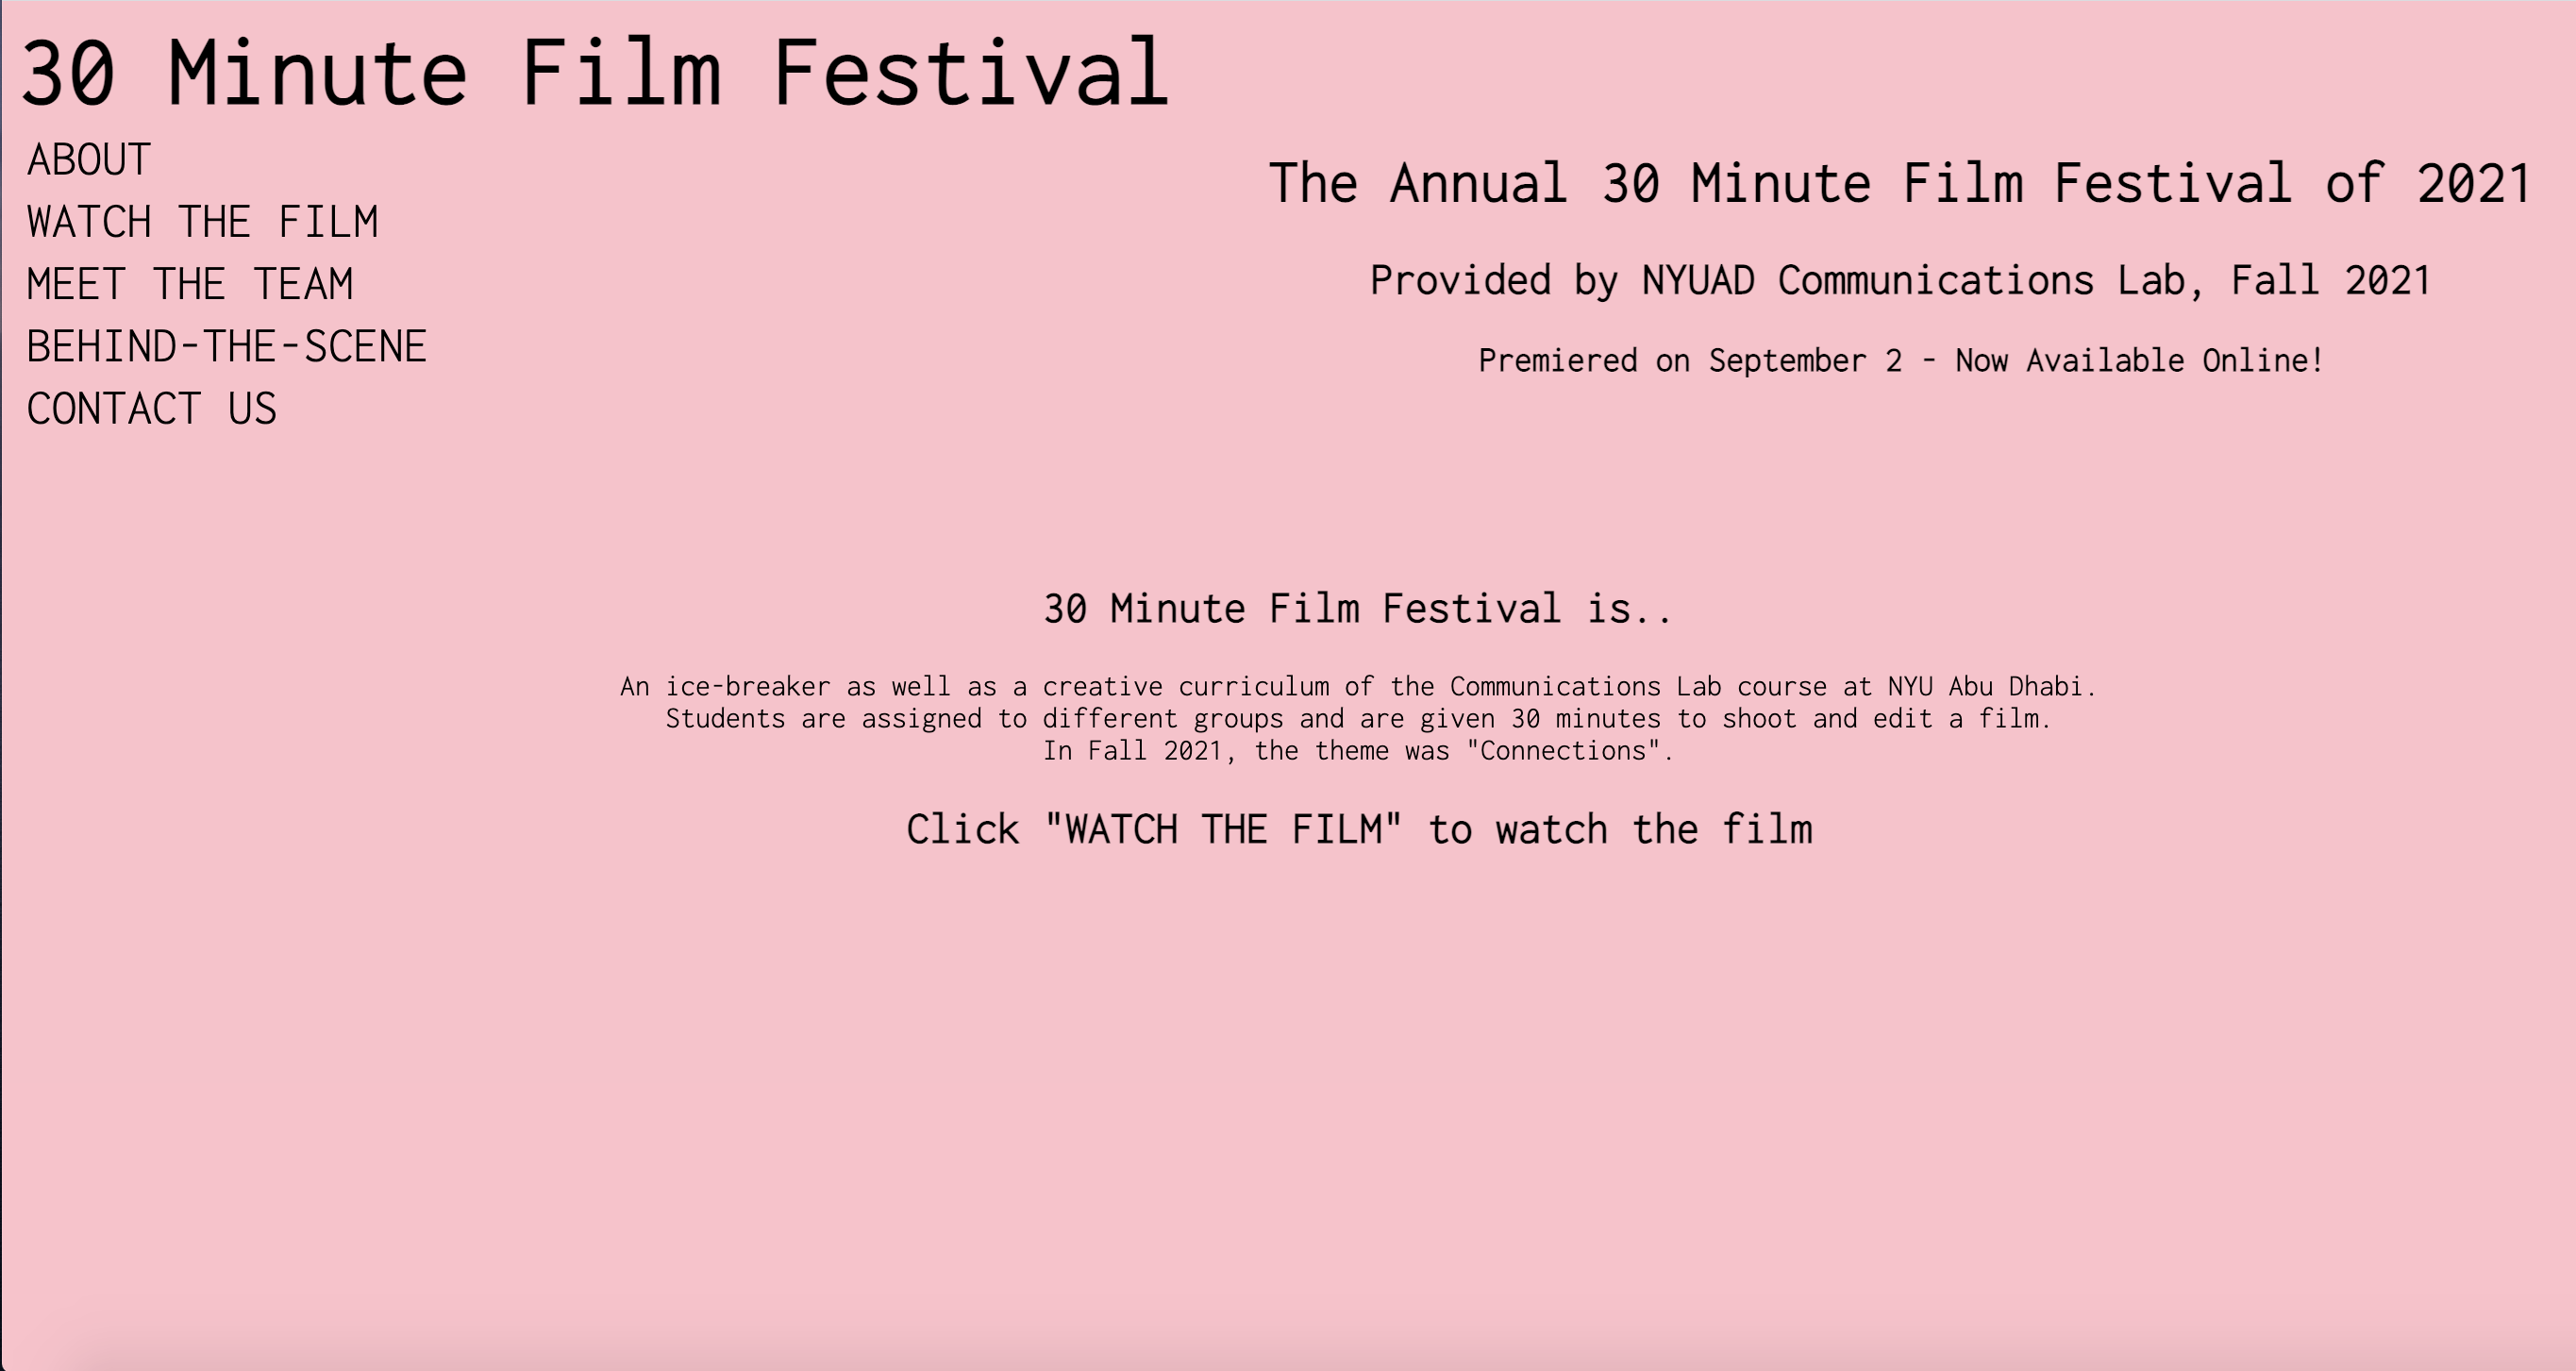 30 Minute Film Festival
ABOUT
WATCH THE FILM
MEET THE TEAM
BEHIND-THE-SCENE
CONTACT US
The Annual 30 Minute Film Festival of 2021
Provided by NYUAD Communications Lab, Fall 2021
Premiered on September 2 - Now Available Online!
30 Minute Film Festival is..
An ice-breaker as well as a creative curriculum of the Communications Lab course at NYU Abu Dhabi.
Students are assigned to different groups and are given 30 minutes to shoot and edit a film.
In Fall 2021, the theme was "Connections".
Click "WATCH THE FILM" to watch the film